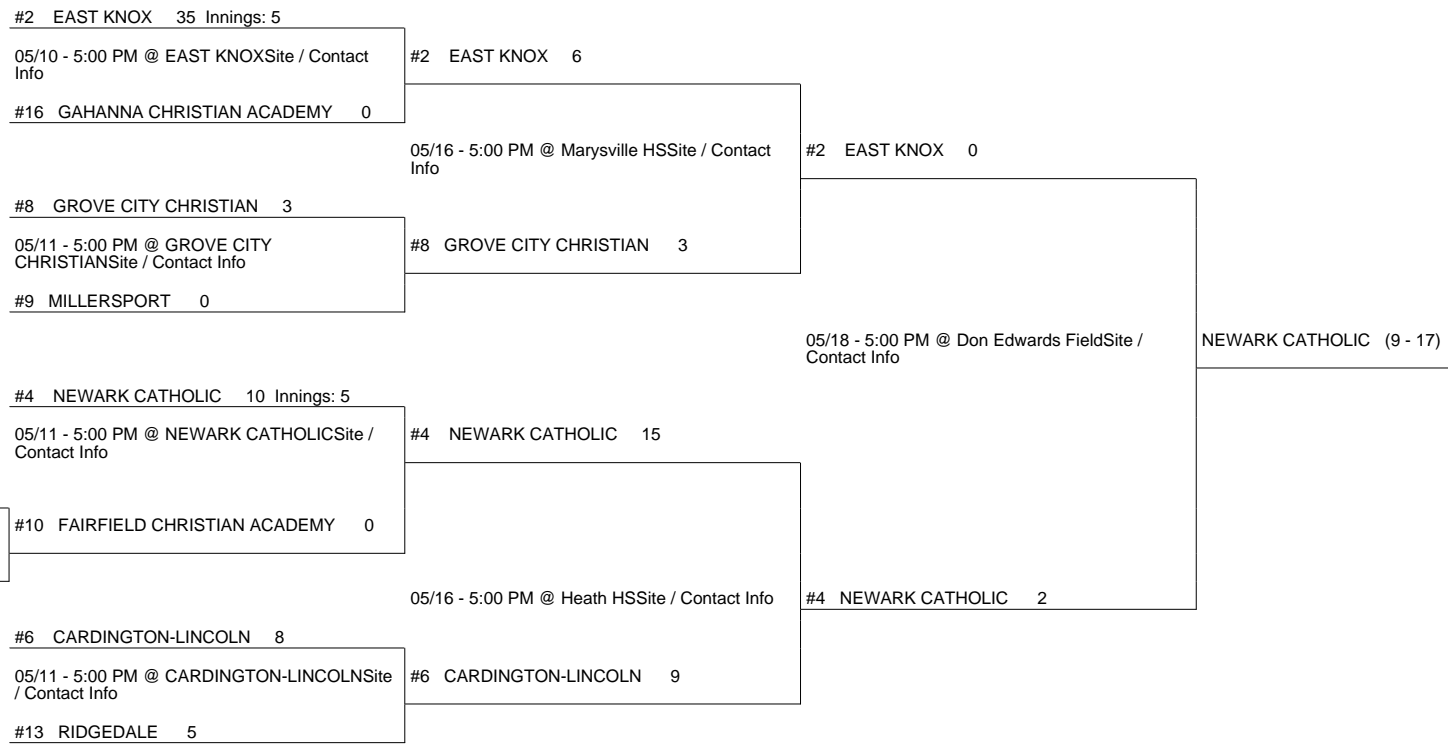 #2 EAST KNOX 35 Innings: 5
05/10 - 5:00 PM @ EAST KNOXSite / Contact
Info
#16 GAHANNA CHRISTIAN ACADEMY 0
#8 GROVE CITY CHRISTIAN 3
05/11 - 5:00 PM @ GROVE CITY
CHRISTIANSite / Contact Info
#9 MILLERSPORT 0
#4 NEWARK CATHOLIC 10 Innings: 5
05/11 - 5:00 PM @ NEWARK CATHOLICSite /
Contact Info
#10 FAIRFIELD CHRISTIAN ACADEMY 0
#6 CARDINGTON-LINCOLN 8
05/11 - 5:00 PM @ CARDINGTON-LINCOLNSite
/ Contact Info
#13 RIDGEDALE 5
#2 EAST KNOX 6
05/16 - 5:00 PM @ Marysville HSSite / Contact
Info
#8 GROVE CITY CHRISTIAN 3
#4 NEWARK CATHOLIC 15
05/16 - 5:00 PM @ Heath HSSite / Contact Info
#6 CARDINGTON-LINCOLN 9
#2 EAST KNOX 0
05/18 - 5:00 PM @ Don Edwards FieldSite /
Contact Info
#4 NEWARK CATHOLIC 2
NEWARK CATHOLIC (9 - 17)